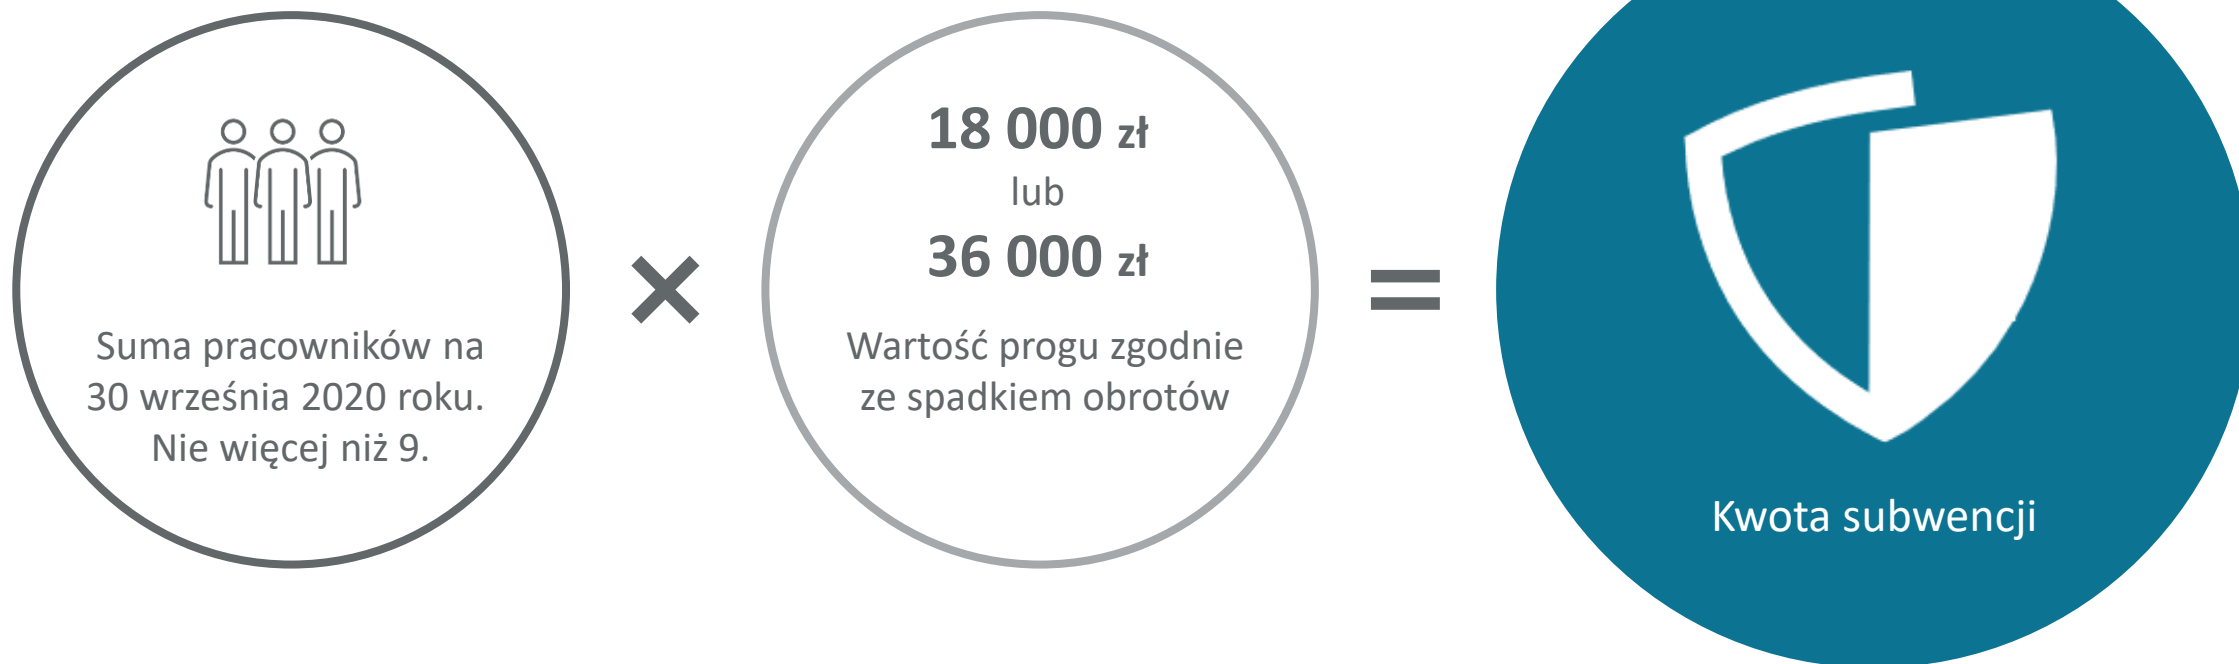 Suma pracowników na
30 września 2020 roku.
Nie więcej niż 9.
×
18 000 zł
lub
36 000 zł
Wartość progu zgodnie
ze spadkiem obrotów
=
Kwota subwencji